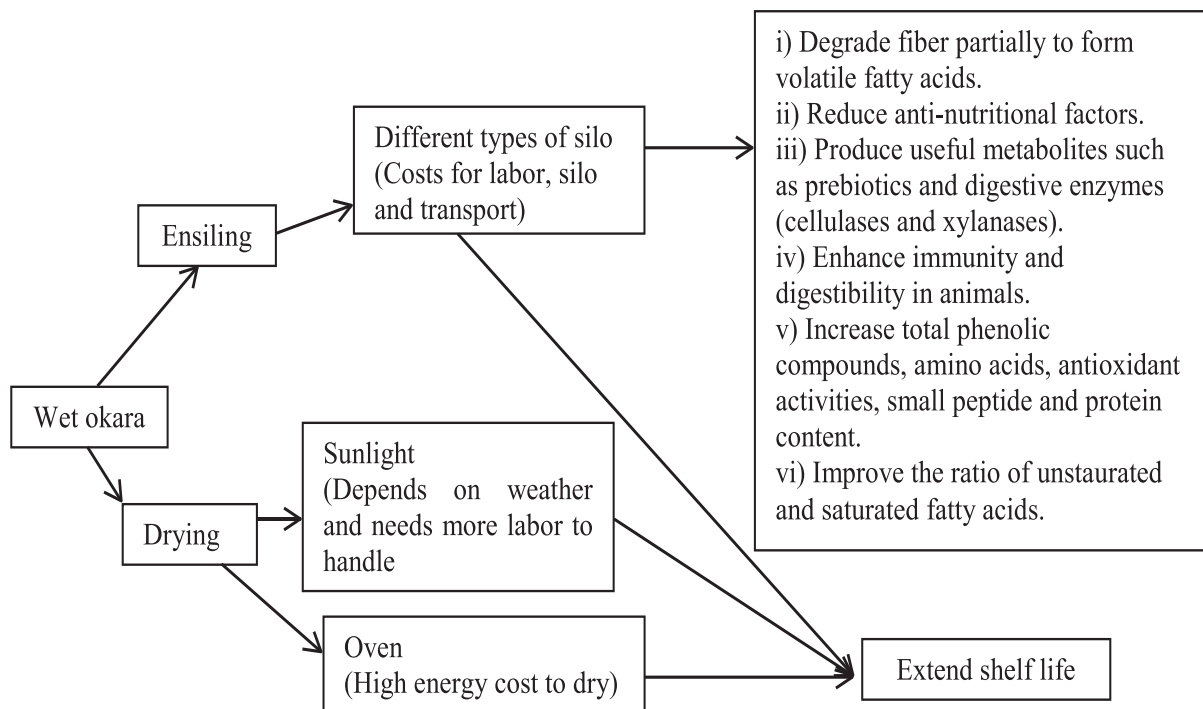 i) Degrade fiber partially to form
volatile fatty acids.
ii) Reduce anti-nutritional factors.
iii) Produce useful metabolites such
as prebiotics and digestive enzymes
(cellulases and xylanases).
iv) Enhance immunity and
digestibility in animals.
v) Increase total phenolic
compounds, amino acids, antioxidant
activities, small peptide and protein
content.
vi) Improve the ratio of unstaurated
and saturated fatty acids.
Different types of silo
(Costs for labor, silo
and transport)
Ensiling
Wet okara
Drying
Sunlight
(Depends on weather
and needs more labor to
handle
Oven
(High energy cost to dry)
Extend shelf life